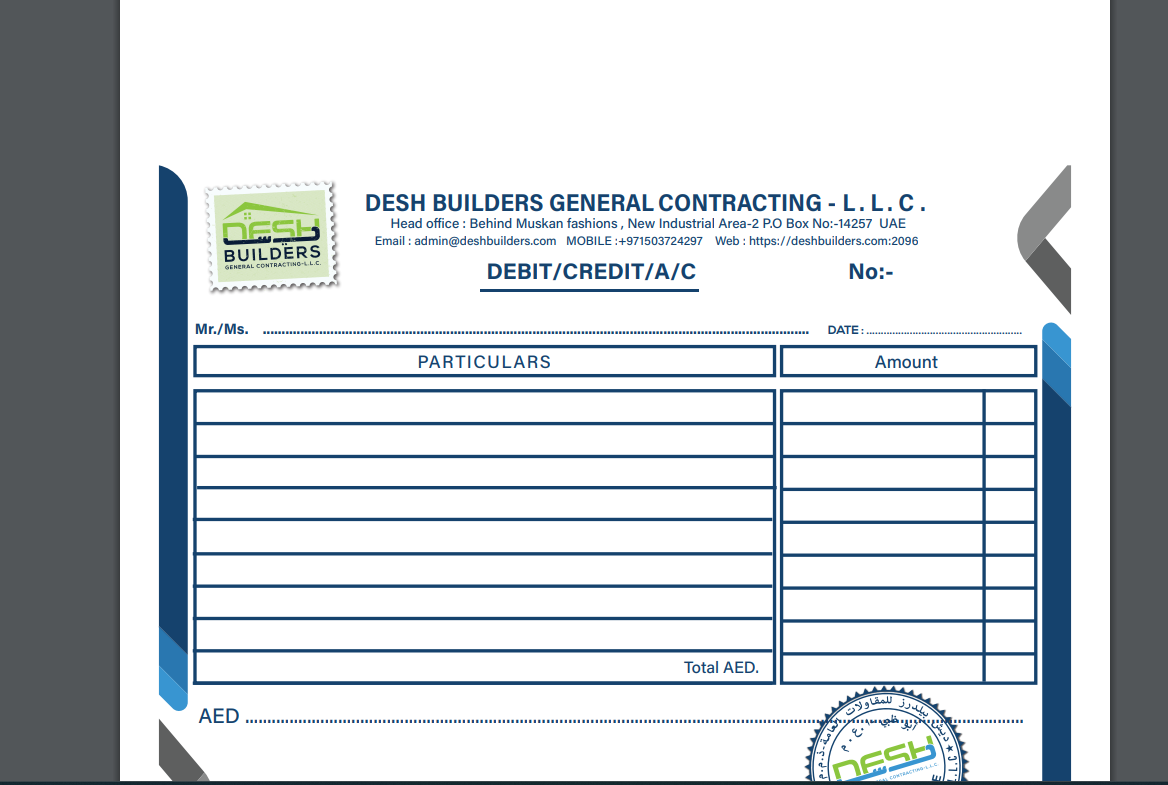 DESH
BUILDERS
GENERAL CONTRACTING-L.L.C.
DESH BUILDERS GENERAL CONTRACTING - L . L . C .
Head office : Behind Muskan fashions , New Industrial Area-2 P.O Box No:-14257 UAE
Email : admin@deshbuilders.com MOBILE :+971503724297 Web : https://deshbuilders.com:2096
DEBIT/CREDIT/A/C No:-
Mr./Ms. ........................................................................ DATE : ........................................
PARTICULARS Amount
Total AED.
AED ........................................................................
ديش بيلدرز للمقاولات العامة-ذ.م.م
أبو ظبي - ا.ع.م
DESH
GENERAL CONTRACTING-L.L.C.